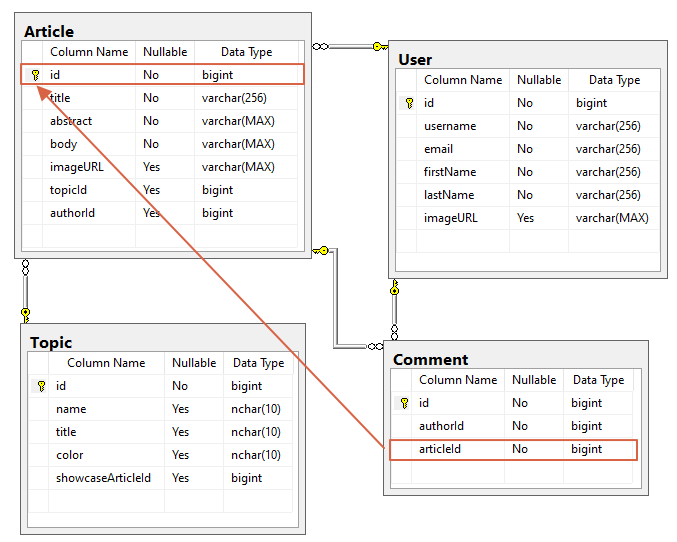 Article
Column Name Nullable Data Type
id No bigint
title No varchar(256)
abstract No varchar(MAX)
body No varchar(MAX)
imageURL Yes varchar(MAX)
topicId Yes bigint
authorId Yes bigint
User
Column Name Nullable Data Type
id No bigint
username No varchar(256)
email No varchar(256)
firstName No varchar(256)
lastName No varchar(256)
imageURL Yes varchar(MAX)
Topic
Column Name Nullable Data Type
id No bigint
name Yes nchar(10)
title Yes nchar(10)
color Yes nchar(10)
showcaseArticleId Yes bigint
Comment
Column Name Nullable Data Type
id No bigint
authorId No bigint
articleId No bigint